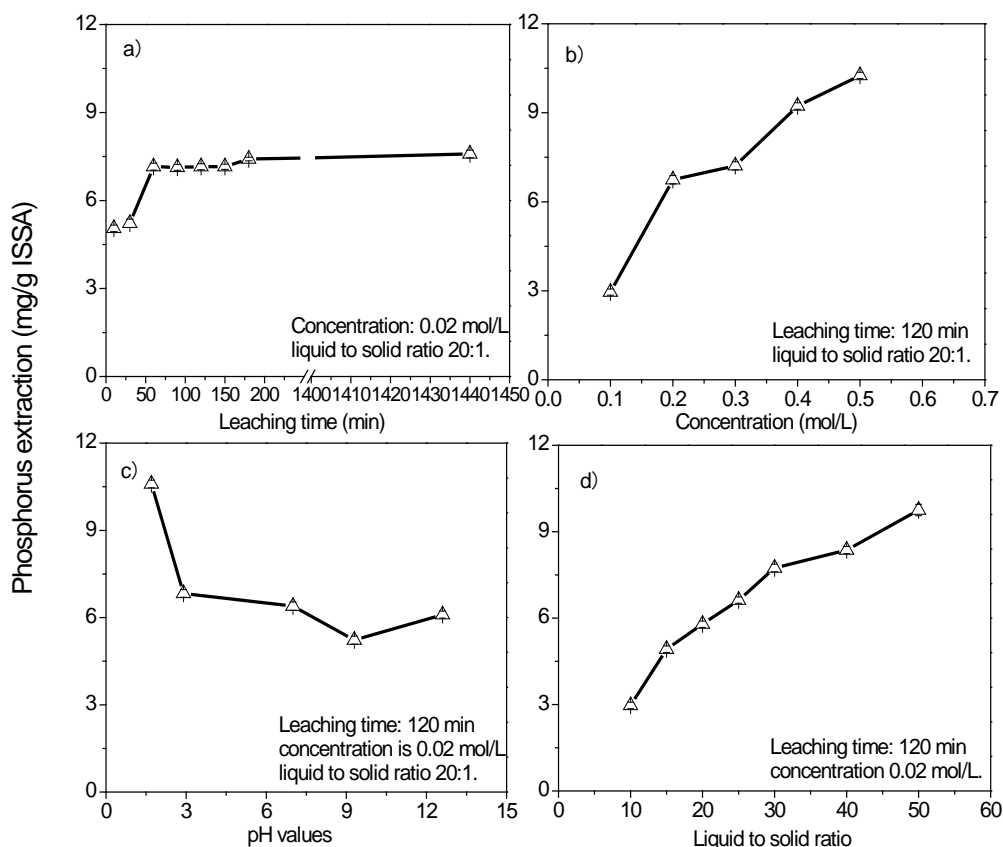 Phosphorus extraction (mg/g ISSA)
a)
12
9
6
3
0
Concentration: 0.02 mol/L
liquid to solid ratio 20:1.
0 50 100 150 200 1400 1410 1420 1430 1440 1450
Leaching time (min)
b)
12
9
6
3
0
Leaching time: 120 min
liquid to solid ratio 20:1.
0.0 0.1 0.2 0.3 0.4 0.5 0.6 0.7
Concentration (mol/L)
c)
12
9
6
3
0
Leaching time: 120 min
concentration is 0.02 mol/L
liquid to solid ratio 20:1.
0 3 6 9 12 15
pH values
d)
12
9
6
3
0
Leaching time: 120 min
concentration 0.02 mol/L.
0 10 20 30 40 50 60
Liquid to solid ratio